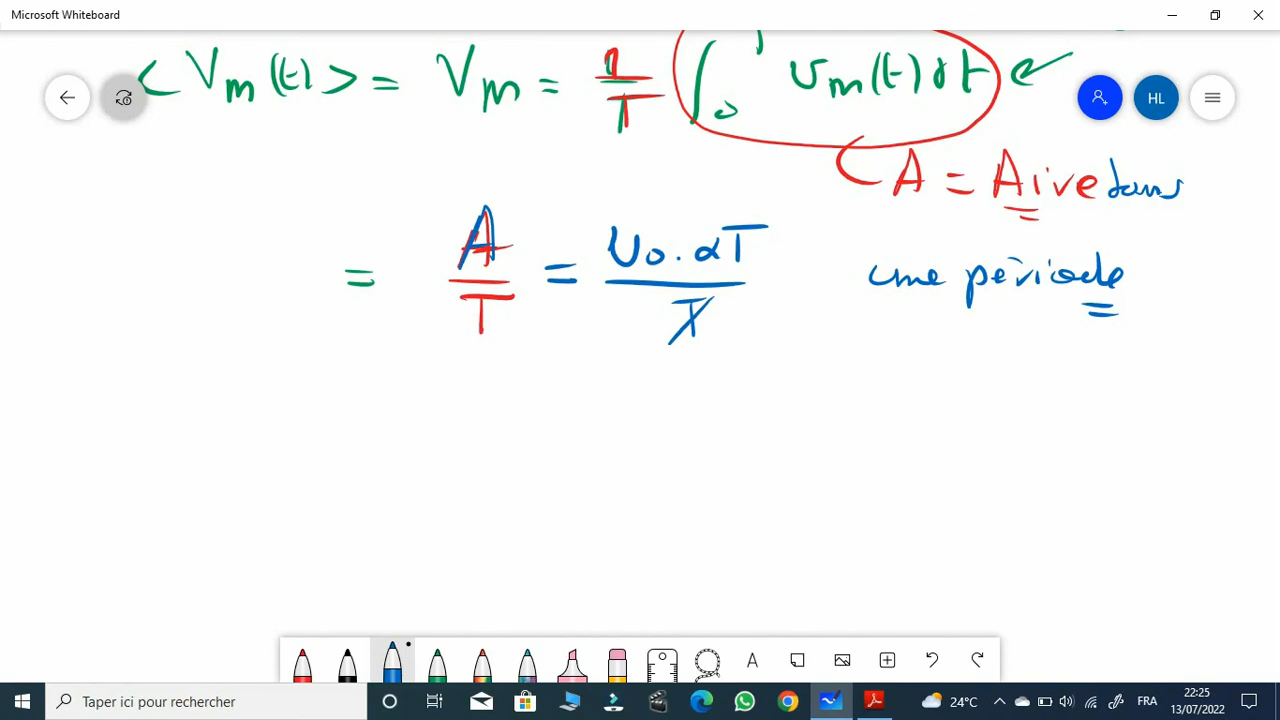 Microsoft Whiteboard
< Vm(t) > = Vm = 1/T ∫₀ vm(t) dt
HL
A = Aire dans
= A/T = U0.αT/T
une période
Taper ici pour rechercher
24°C
FRA
22:25
13/07/2022